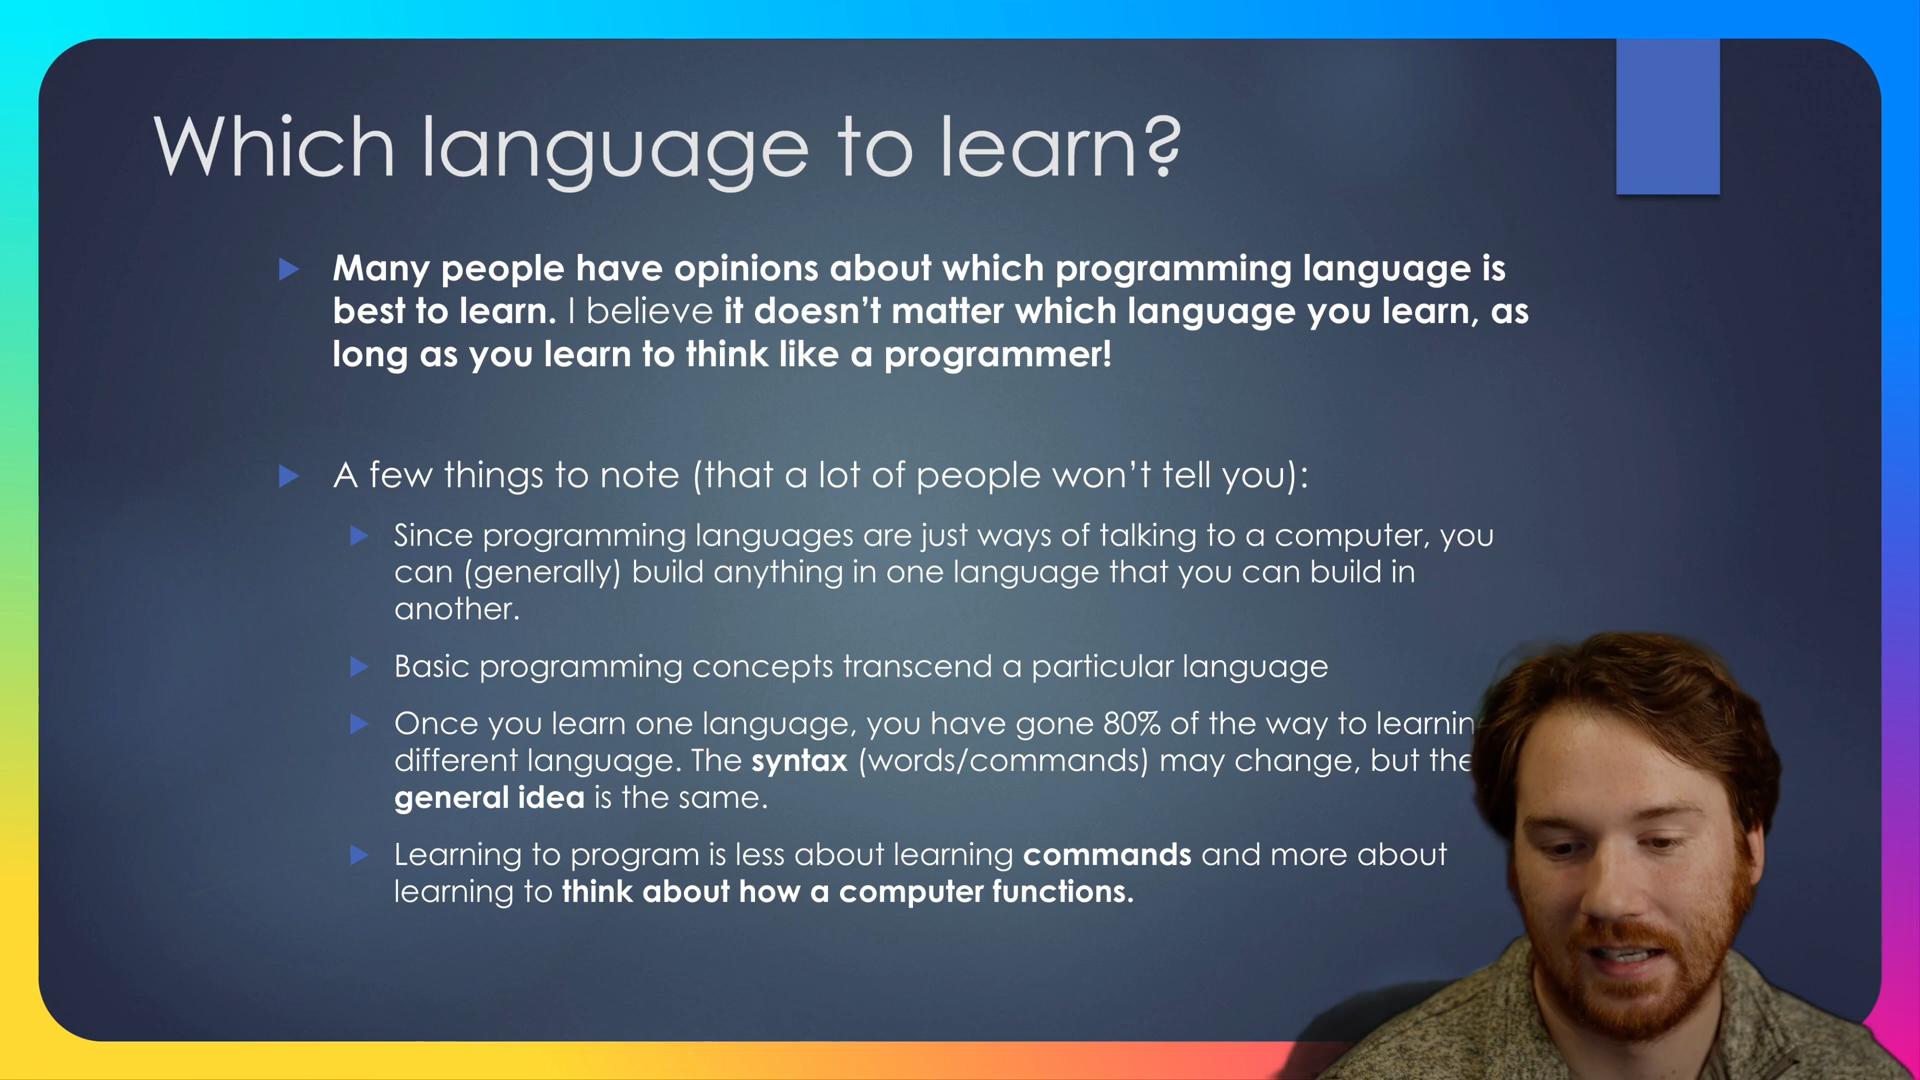 Which language to learn?
Many people have opinions about which programming language is
best to learn. I believe it doesn’t matter which language you learn, as
long as you learn to think like a programmer!
A few things to note (that a lot of people won’t tell you):
Since programming languages are just ways of talking to a computer, you
can (generally) build anything in one language that you can build in
another.
Basic programming concepts transcend a particular language
Once you learn one language, you have gone 80% of the way to
different language. The syntax (words/commands) may change, but the
general idea is the same.
Learning to program is less about learning commands and more about
learning to think about how a computer functions.